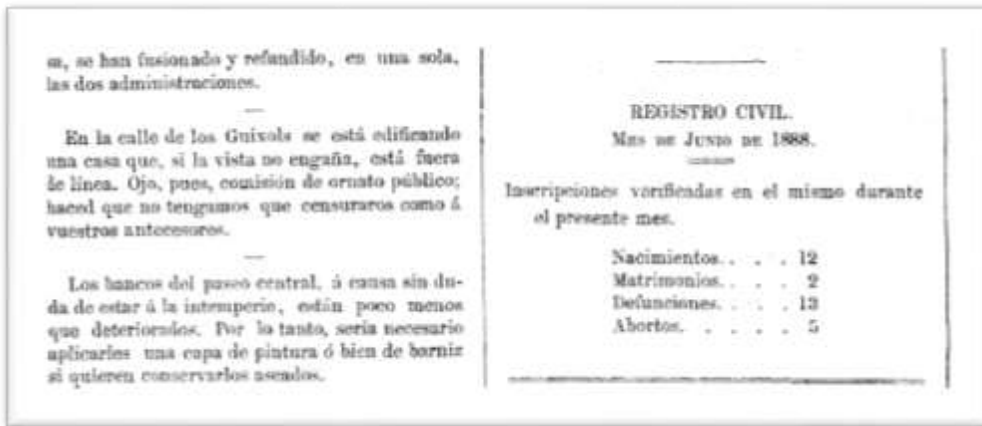 sa, se han fusionado y refundido, en una sola,
las dos administraciones.
En la calle de los Guixols se está edificando
una casa que, si la vista no engaña, está fuera
de línea. Ojo, pues, comisión de ornato público;
haced que no tengamos que censuraros como á
vuestros antecesores.
Los bancos del paseo central, á causa sin du-
da de estar á la intemperie, están poco menos
que deteriorados. Por lo tanto, sería necesario
aplicarles una capa de pintura ó bien de barniz
si quieren conservarlos aseados.
REGISTRO CIVIL.
MES DE JUNIO DE 1888.
Inscripciones verificadas en el mismo durante
el presente mes.
Nacimientos. . . . 12
Matrimonios. . . . 2
Defunciones. . . . 13
Abortos. . . . . 5